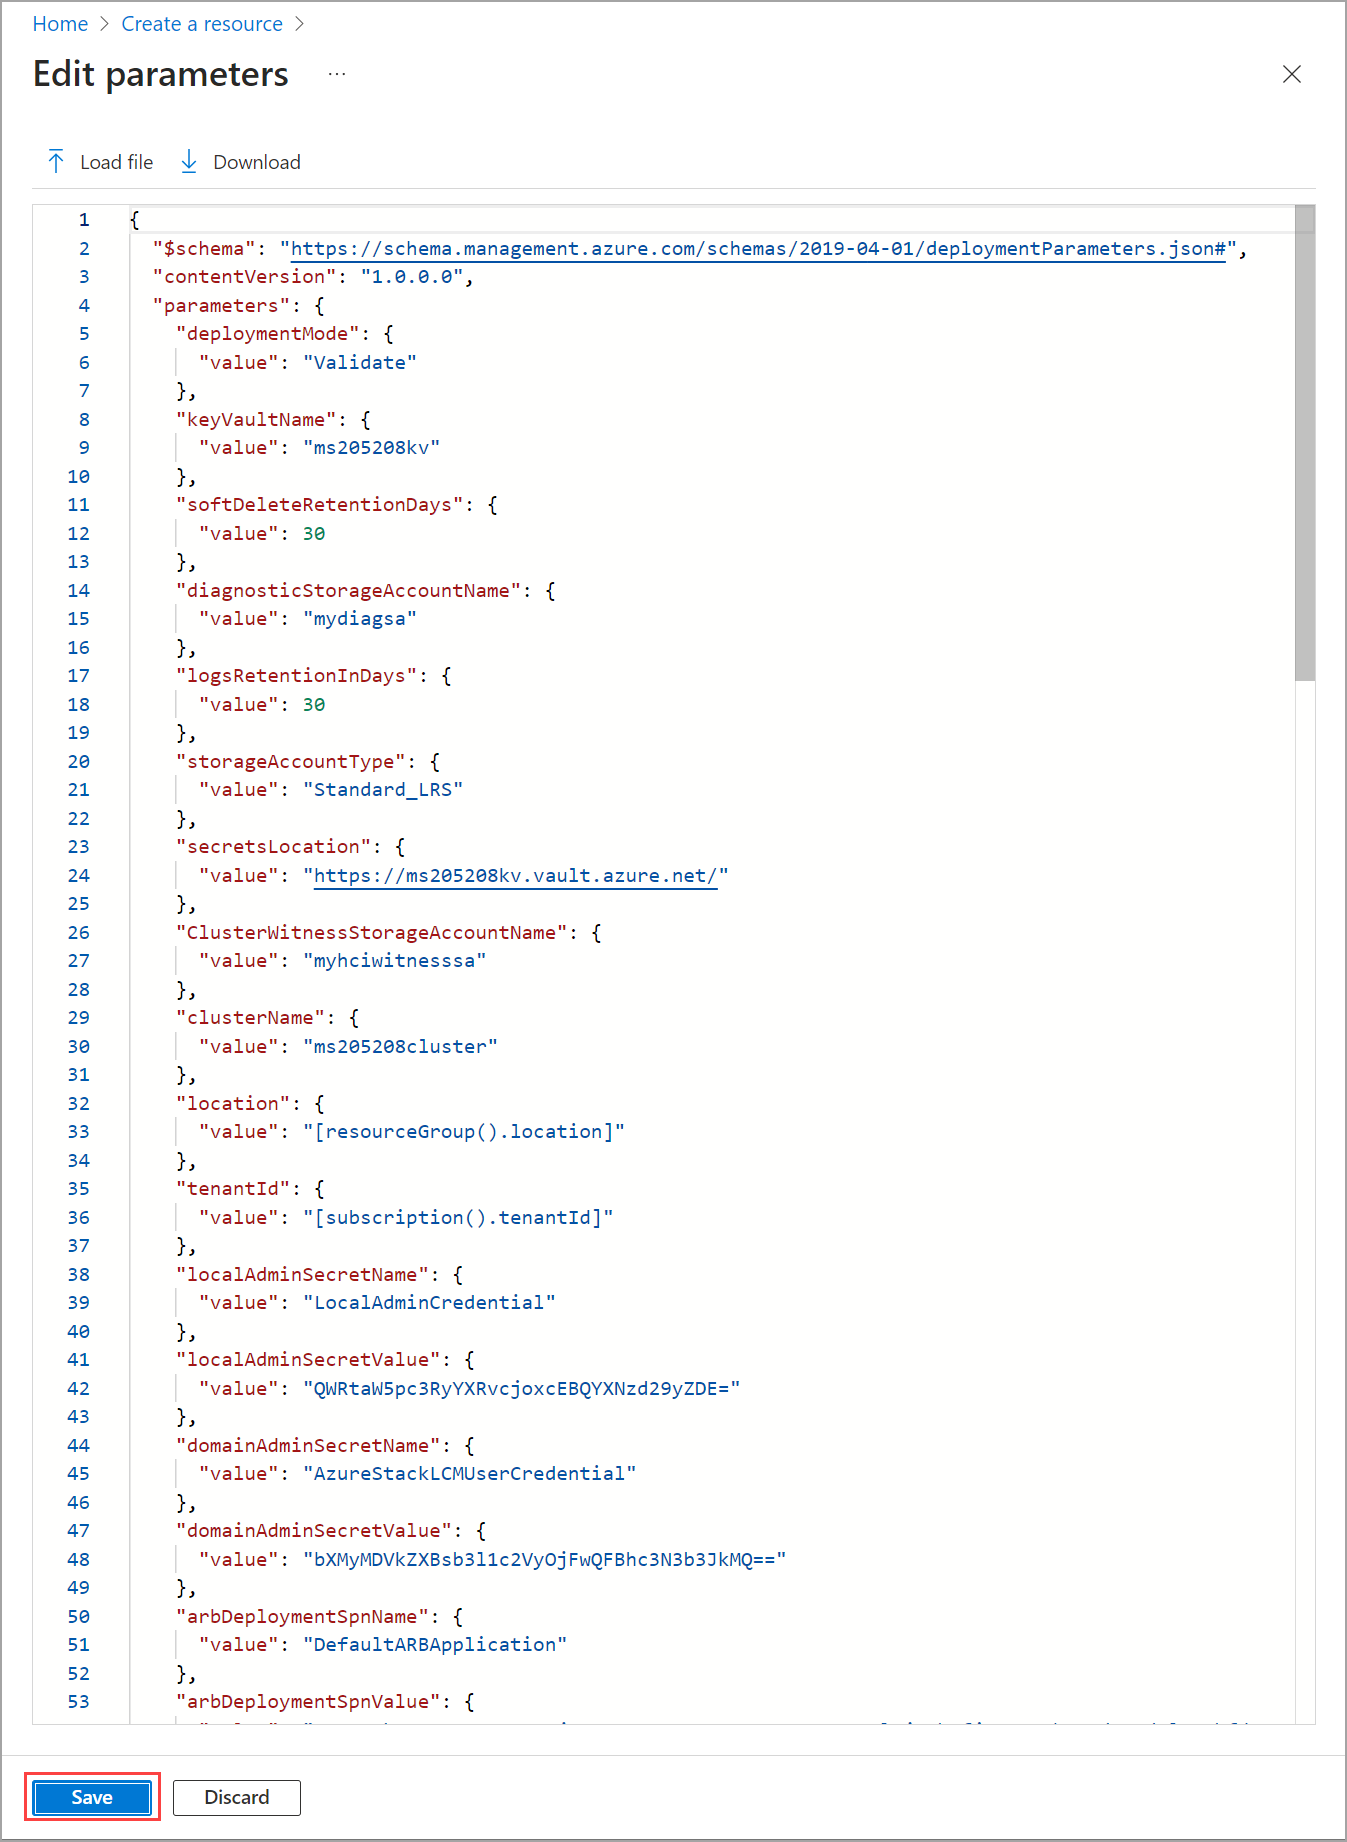 Home > Create a resource >
Edit parameters ...
Load file Download
1 {
2 "$schema": "https://schema.management.azure.com/schemas/2019-04-01/deploymentParameters.json#",
3 "contentVersion": "1.0.0.0",
4 "parameters": {
5 "deploymentMode": {
6 "value": "Validate"
7 },
8 "keyVaultName": {
9 "value": "ms205208kv"
10 },
11 "softDeleteRetentionDays": {
12 "value": 30
13 },
14 "diagnosticStorageAccountName": {
15 "value": "mydiagsa"
16 },
17 "logsRetentionInDays": {
18 "value": 30
19 },
20 "storageAccountType": {
21 "value": "Standard_LRS"
22 },
23 "secretsLocation": {
24 "value": "https://ms205208kv.vault.azure.net/"
25 },
26 "ClusterWitnessStorageAccountName": {
27 "value": "myhciwitnesssa"
28 },
29 "clusterName": {
30 "value": "ms205208cluster"
31 },
32 "location": {
33 "value": "[resourceGroup().location]"
34 },
35 "tenantId": {
36 "value": "[subscription().tenantId]"
37 },
38 "localAdminSecretName": {
39 "value": "LocalAdminCredential"
40 },
41 "localAdminSecretValue": {
42 "value": "QWRtaW5pc3RyYXRvcjoxcEBQYXNzd29yZDE="
43 },
44 "domainAdminSecretName": {
45 "value": "AzureStackLCMUserCredential"
46 },
47 "domainAdminSecretValue": {
48 "value": "bXMyMDVkZXBsb3l1c2VyOjFwQFBhc3N3b3JkMQ=="
49 },
50 "arbDeploymentSpnName": {
51 "value": "DefaultARBApplication"
52 },
53 "arbDeploymentSpnValue": {
Save Discard